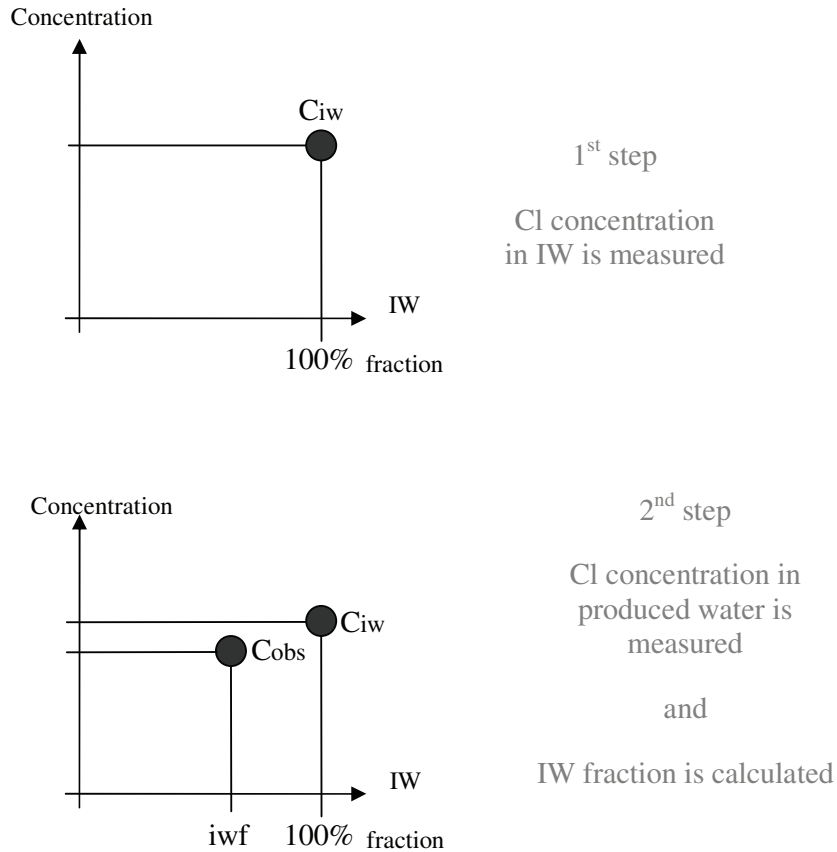 Concentration
Ciw
1st step
Cl concentration
in IW is measured
IW
100% fraction
Concentration
2nd step
Cl concentration in
produced water is
measured
Ciw
Cobs
and
IW fraction is calculated
IW
iwf 100% fraction